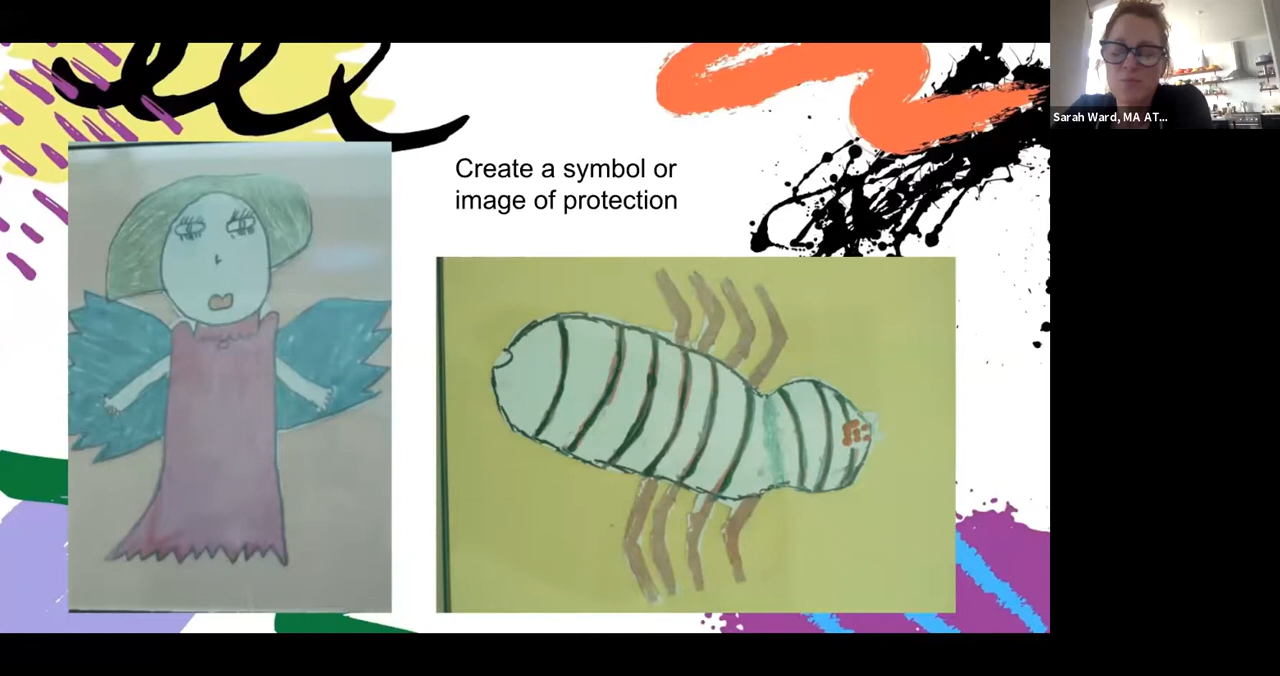 Create a symbol or
image of protection
Sarah Ward, MA AT...